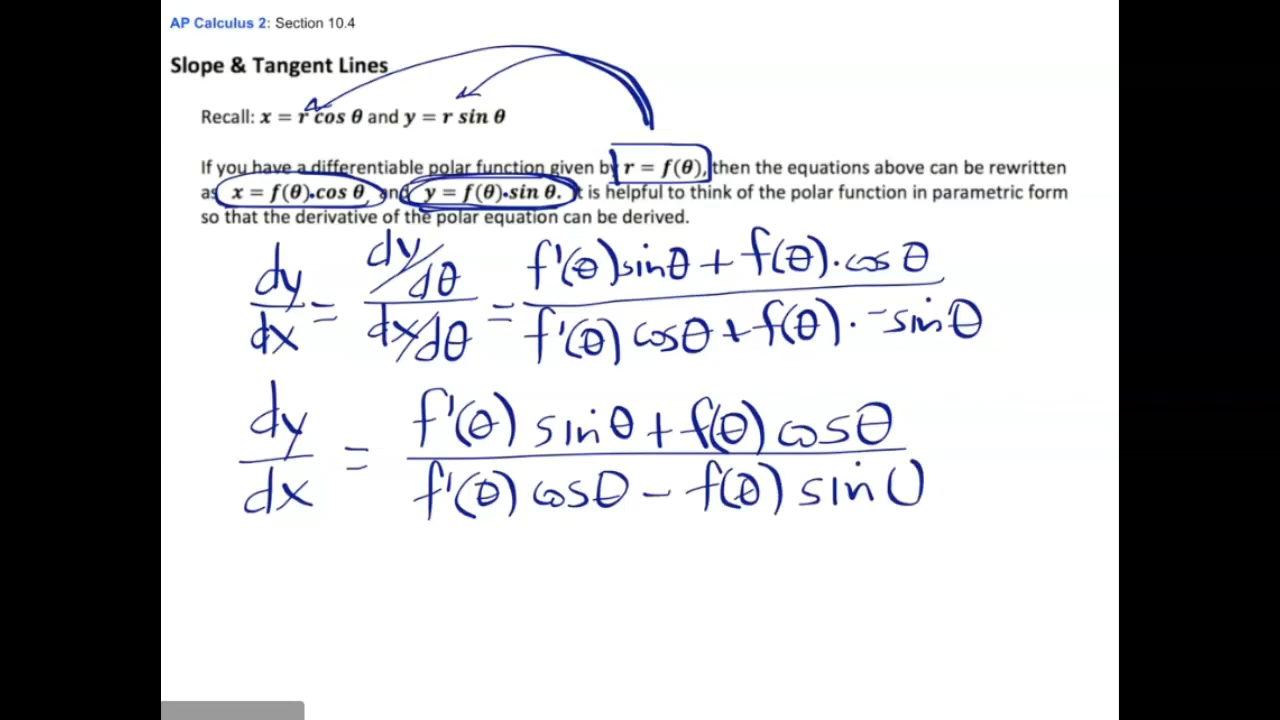 AP Calculus 2: Section 10.4
Slope & Tangent Lines
Recall: x = r cos θ and y = r sin θ
If you have a differentiable polar function given by r = f(θ), then the equations above can be rewritten
as x = f(θ)·cos θ, and y = f(θ)·sin θ. It is helpful to think of the polar function in parametric form
so that the derivative of the polar equation can be derived.
dy/dx = (dy/dθ)/(dx/dθ) = (f'(θ)sinθ + f(θ)·cosθ)/(f'(θ)cosθ + f(θ)·-sinθ)
dy/dx = (f'(θ) sinθ + f(θ) cosθ)/(f'(θ) cosθ - f(θ) sin